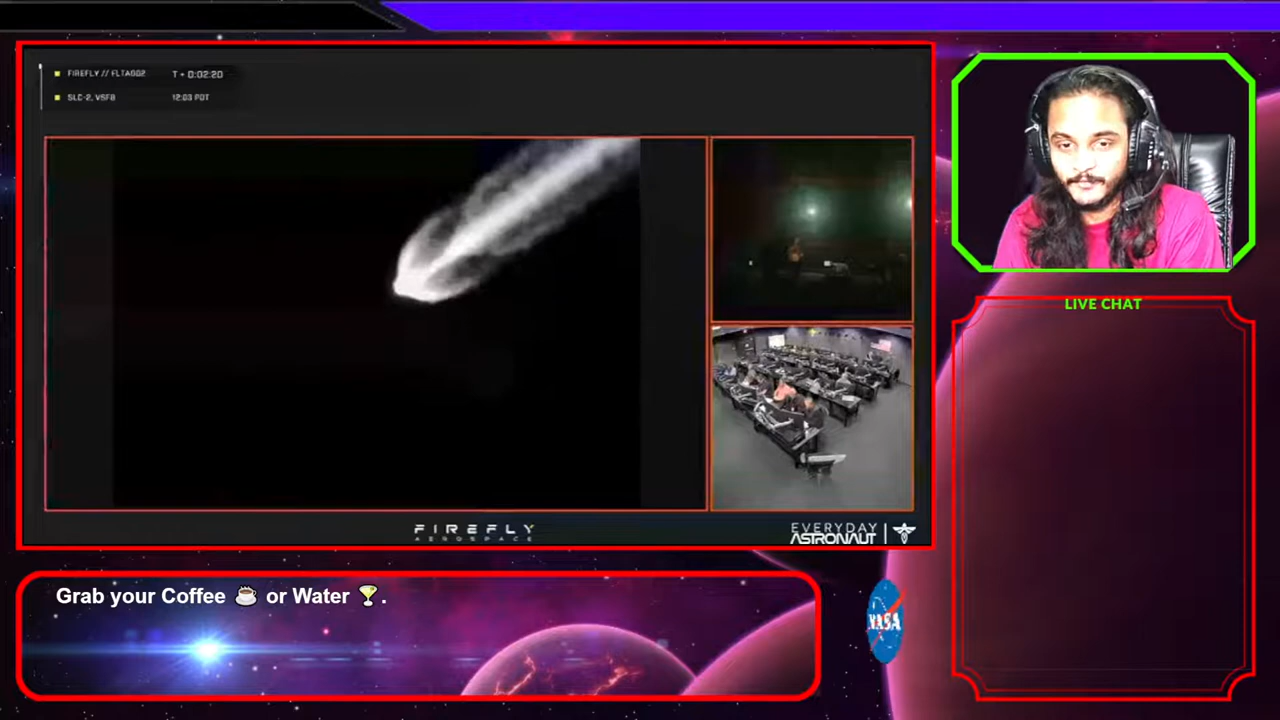 FIREFLY // FLTA002 T + 0:02:20
SLC-2, VSFB 12:03 PDT
LIVE CHAT
FIREFLY
AEROSPACE
EVERYDAY
ASTRONAUT
Grab your Coffee ☕ or Water 🍸.
NASA